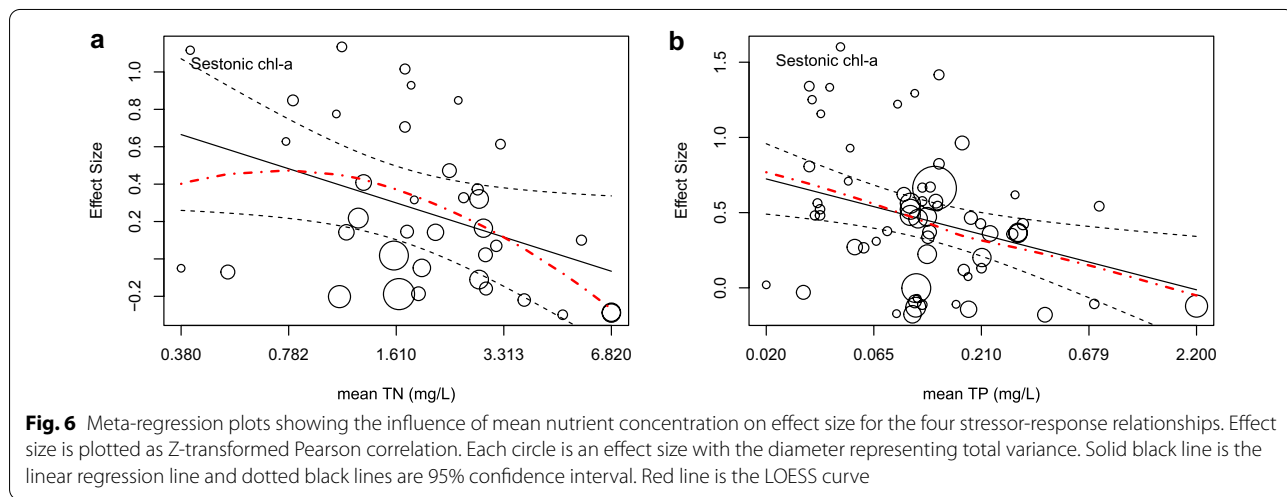 a
Sestonic chl-a
1.0
0.8
0.6
0.4
0.2
−0.2
Effect Size
0.380
0.782
1.610
3.313
6.820
mean TN (mg/L)
b
Sestonic chl-a
1.5
1.0
0.5
0.0
Effect Size
0.020
0.065
0.210
0.679
2.200
mean TP (mg/L)
Fig. 6 Meta-regression plots showing the influence of mean nutrient concentration on effect size for the four stressor-response relationships. Effect
size is plotted as Z-transformed Pearson correlation. Each circle is an effect size with the diameter representing total variance. Solid black line is the
linear regression line and dotted black lines are 95% confidence interval. Red line is the LOESS curve